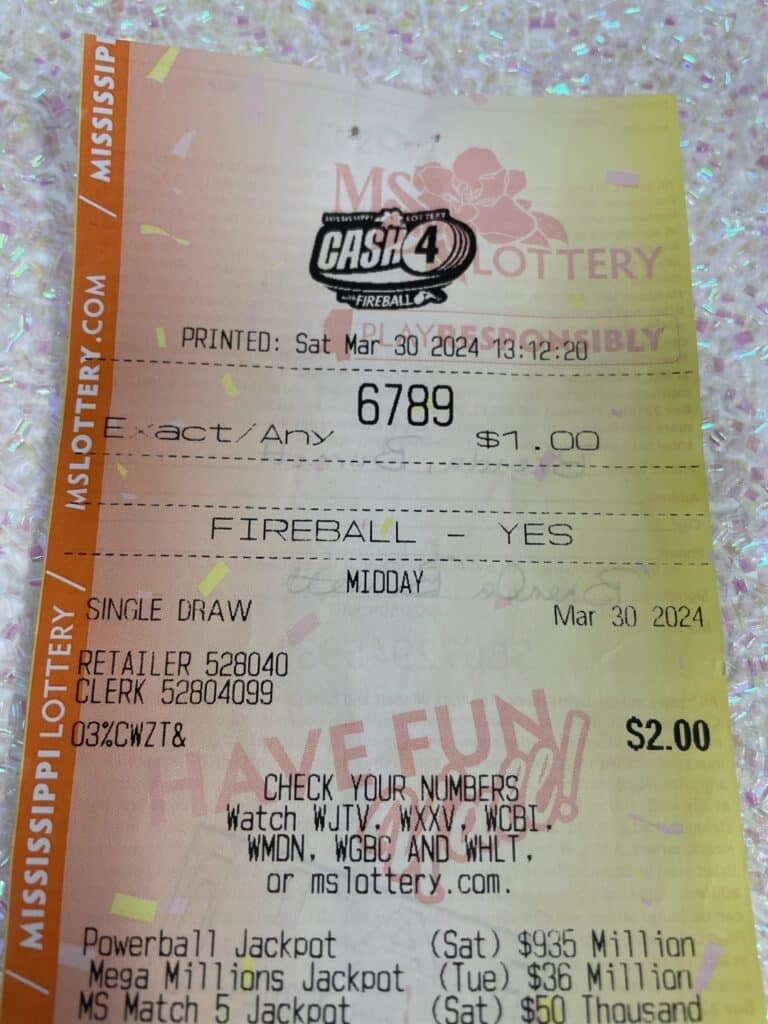 MISSISSIPPI
MS
LOTTERY
MISSISSIPPI LOTTERY
CASH 4
FIREBALL
PLAY RESPONSIBLY
PRINTED: Sat Mar 30 2024 13:12:20
6789
Exact/Any $1.00
FIREBALL - YES
MIDDAY
SINGLE DRAW Mar 30 2024
RETAILER 528040
CLERK 52804099
03%CWZT& $2.00
HAVE FUN
Y'all!
CHECK YOUR NUMBERS
Watch WJTV, WXXV, WCBI,
WMDN, WGBC AND WHLT,
or mslottery.com.
Powerball Jackpot (Sat) $935 Million
Mega Millions Jackpot (Tue) $36 Million
MS Match 5 Jackpot (Sat) $50 Thousand
MISSISSIPPI LOTTERY / MSLOTTERY.COM /